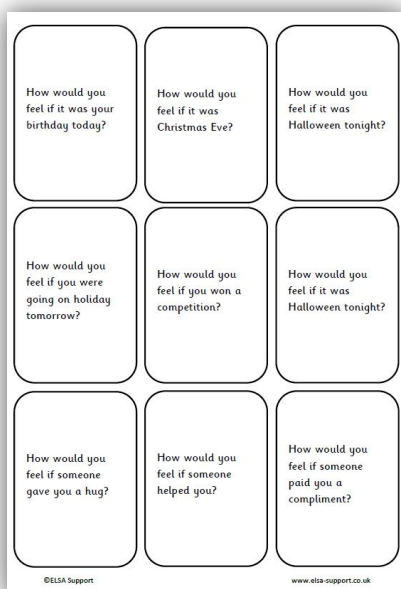 How would you
feel if it was your
birthday today?
How would you
feel if it was
Christmas Eve?
How would you
feel if it was
Halloween tonight?
How would you
feel if you were
going on holiday
tomorrow?
How would you
feel if you won a
competition?
How would you
feel if it was
Halloween tonight?
How would you
feel if someone
gave you a hug?
How would you
feel if someone
helped you?
How would you
feel if someone
paid you a
compliment?
©ELSA Support
www.elsa-support.co.uk